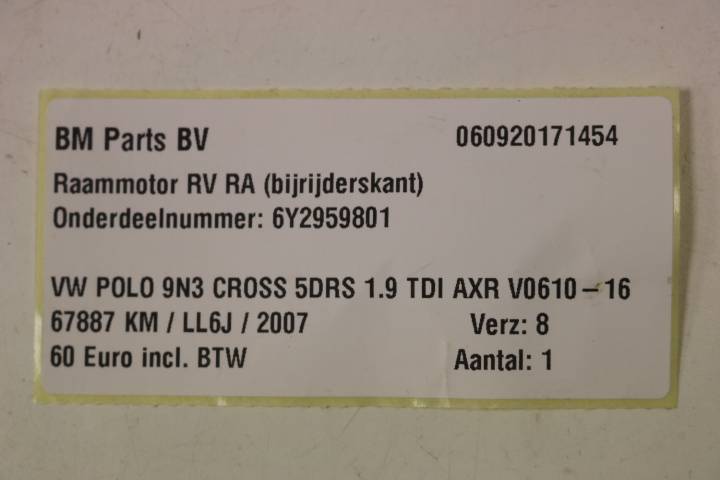 BM Parts BV 060920171454
Raammotor RV RA (bijrijderskant)
Onderdeelnummer: 6Y2959801
VW POLO 9N3 CROSS 5DRS 1.9 TDI AXR V0610-16
67887 KM / LL6J / 2007 Verz: 8
60 Euro incl. BTW Aantal: 1